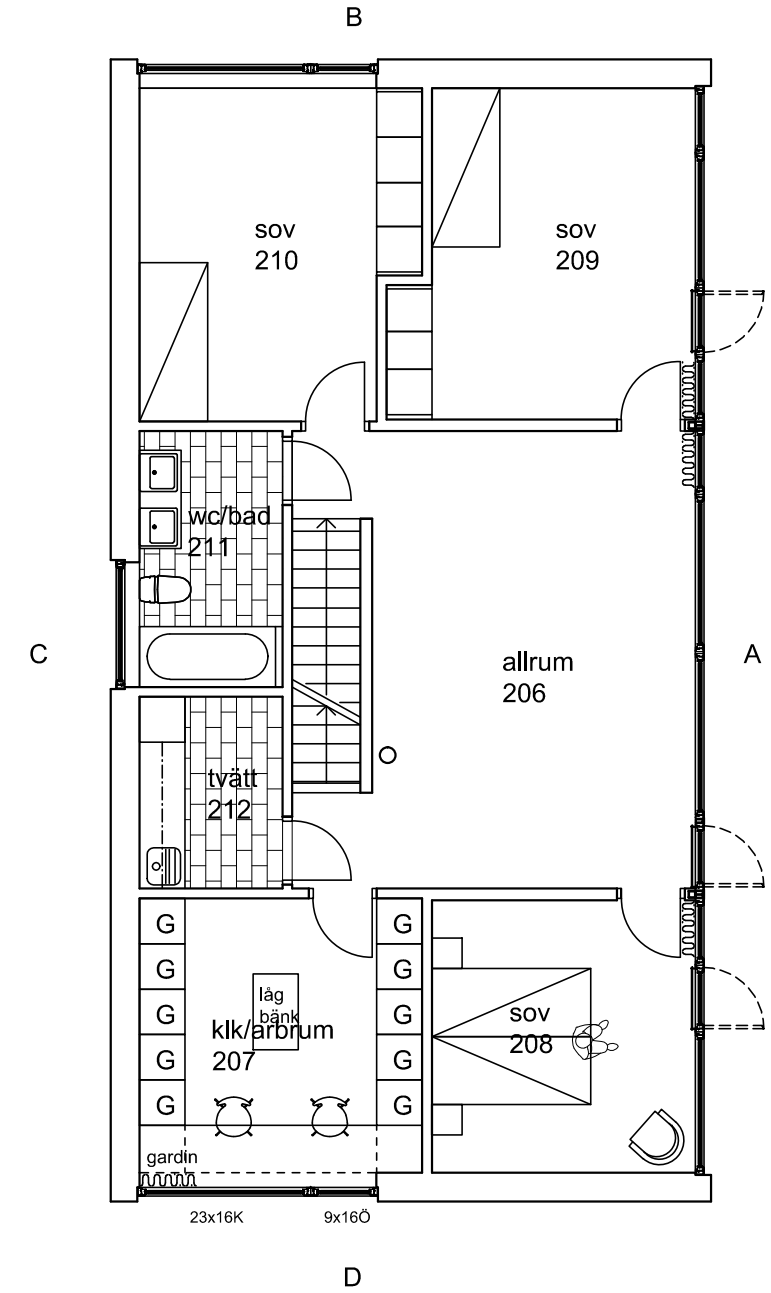 B
sov
210
sov
209
wc/bad
211
C
allrum
206
A
tvätt
212
G
G
G
G
G
G
G
G
G
G
låg
bänk
klk/arbrum
207
sov
208
gardin
23x16K
9x16Ö
D